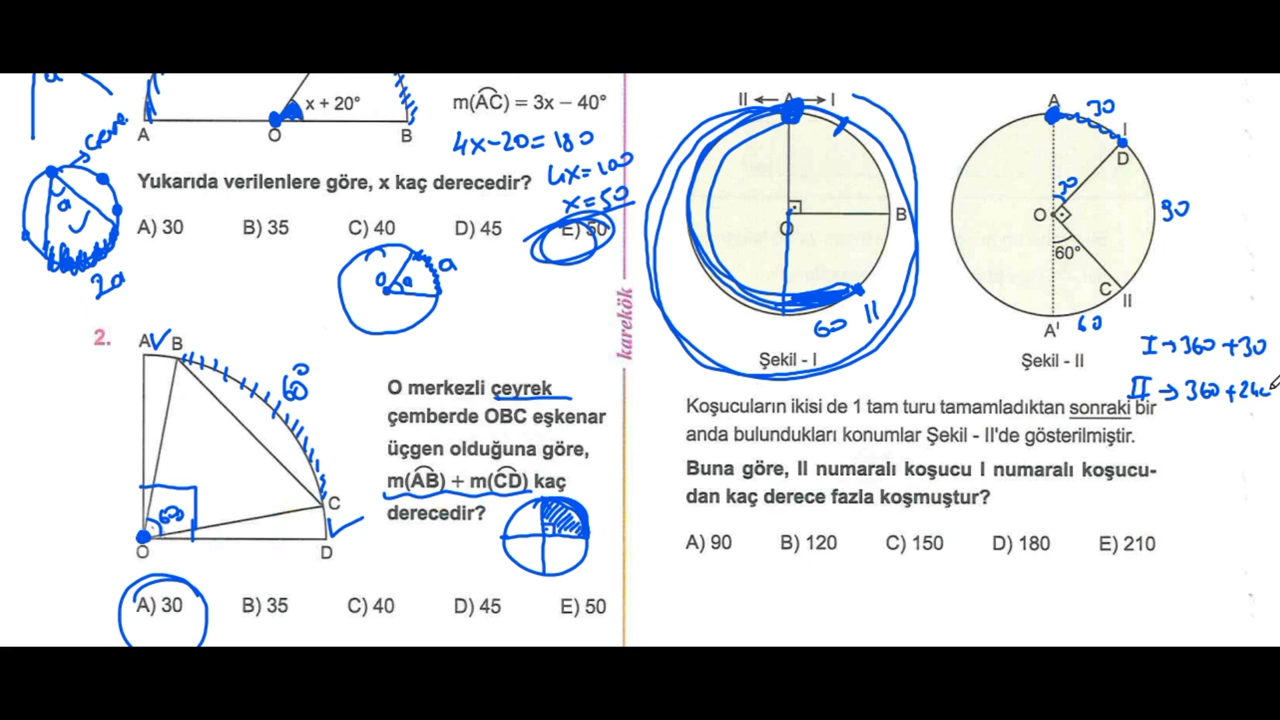 a
x + 20°
m(AC) = 3x – 40°
A
O
B
4x-20=180
4x=100
x=50
Çevre
Yukarıda verilenlere göre, x kaç derecedir?
A) 30
B) 35
C) 40
D) 45
E) 50
a
2a
O
a
a
2.
A
B
60°
60
O
C
D
O merkezli çeyrek
çemberde OBC eşkenar
üçgen olduğuna göre,
m(AB) + m(CD) kaç
derecedir?
A) 30
B) 35
C) 40
D) 45
E) 50
karekök
II
A
I
B
O
60
II
Şekil - I
A
30
I
D
30
O
90
60°
C
II
A'
60
Şekil - II
I→360+30
II→360+240
Koşucuların ikisi de 1 tam turu tamamladıktan sonraki bir
anda bulundukları konumlar Şekil - II'de gösterilmiştir.
Buna göre, II numaralı koşucu I numaralı koşucu-
dan kaç derece fazla koşmuştur?
A) 90
B) 120
C) 150
D) 180
E) 210